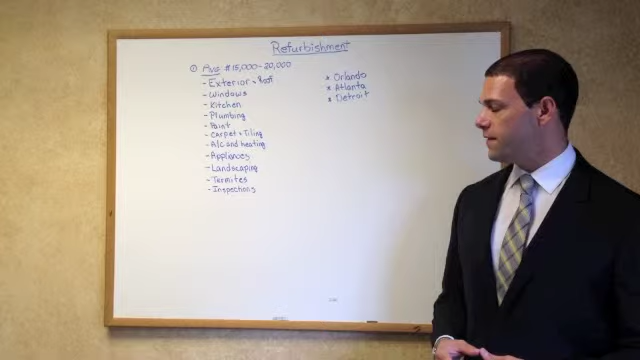 Refurbishment
① Avg $15,000-20,000
- Exterior + Roof
- Windows
- Kitchen
- Plumbing
- Paint
- Carpet + Tiling
- A/c and heating
- Appliances
- Landscaping
- Termites
- Inspections
* Orlando
* Atlanta
* Detroit